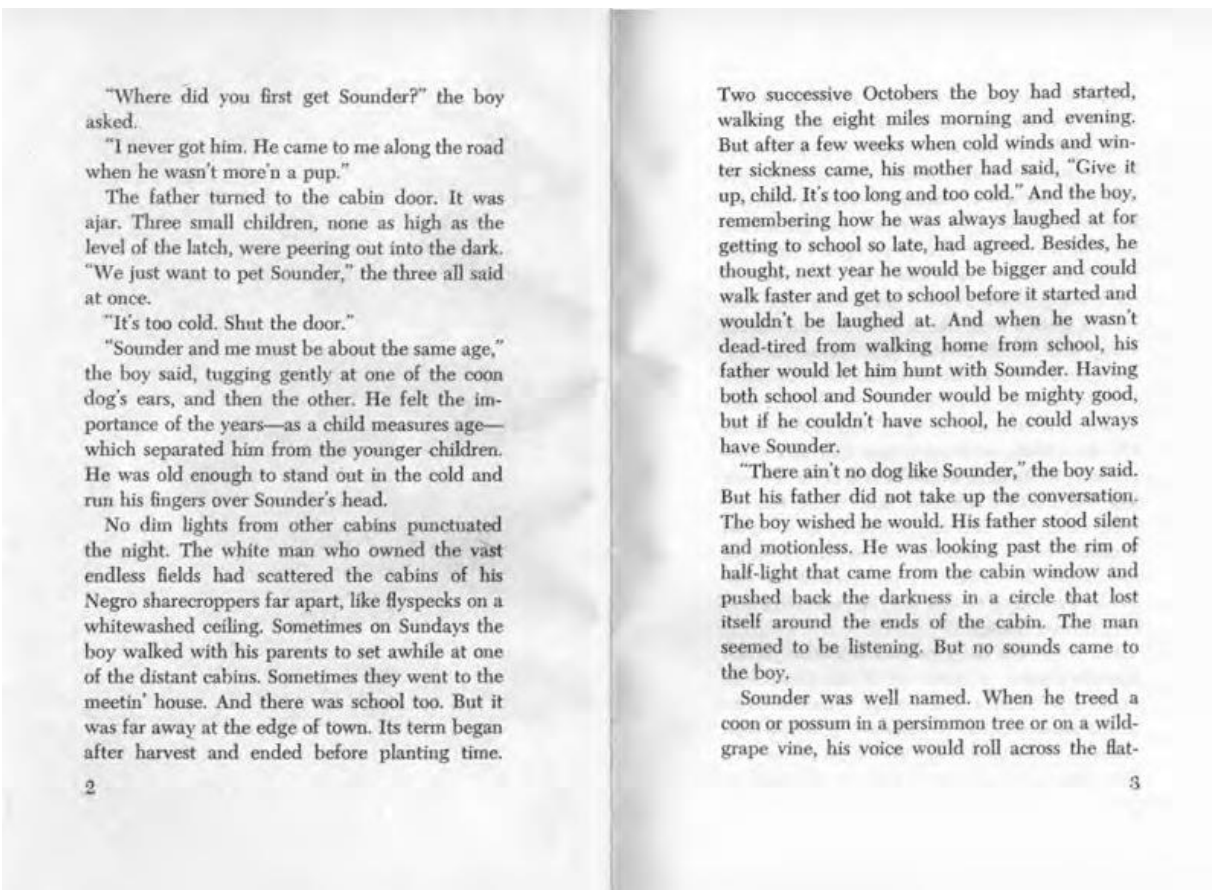 "Where did you first get Sounder?" the boy
asked.
"I never got him. He came to me along the road
when he wasn't more'n a pup."
The father turned to the cabin door. It was
ajar. Three small children, none as high as the
level of the latch, were peering out into the dark.
"We just want to pet Sounder," the three all said
at once.
"It's too cold. Shut the door."
"Sounder and me must be about the same age,"
the boy said, tugging gently at one of the coon
dog's ears, and then the other. He felt the im-
portance of the years—as a child measures age—
which separated him from the younger children.
He was old enough to stand out in the cold and
run his fingers over Sounder's head.
No dim lights from other cabins punctuated
the night. The white man who owned the vast
endless fields had scattered the cabins of his
Negro sharecroppers far apart, like flyspecks on a
whitewashed ceiling. Sometimes on Sundays the
boy walked with his parents to set awhile at one
of the distant cabins. Sometimes they went to the
meetin' house. And there was school too. But it
was far away at the edge of town. Its term began
after harvest and ended before planting time.
2
Two successive Octobers the boy had started,
walking the eight miles morning and evening.
But after a few weeks when cold winds and win-
ter sickness came, his mother had said, "Give it
up, child. It's too long and too cold." And the boy,
remembering how he was always laughed at for
getting to school so late, had agreed. Besides, he
thought, next year he would be bigger and could
walk faster and get to school before it started and
wouldn't be laughed at. And when he wasn't
dead-tired from walking home from school, his
father would let him hunt with Sounder. Having
both school and Sounder would be mighty good,
but if he couldn't have school, he could always
have Sounder.
"There ain't no dog like Sounder," the boy said.
But his father did not take up the conversation.
The boy wished he would. His father stood silent
and motionless. He was looking past the rim of
half-light that came from the cabin window and
pushed back the darkness in a circle that lost
itself around the ends of the cabin. The man
seemed to be listening. But no sounds came to
the boy.
Sounder was well named. When he treed a
coon or possum in a persimmon tree or on a wild-
grape vine, his voice would roll across the flat-
3